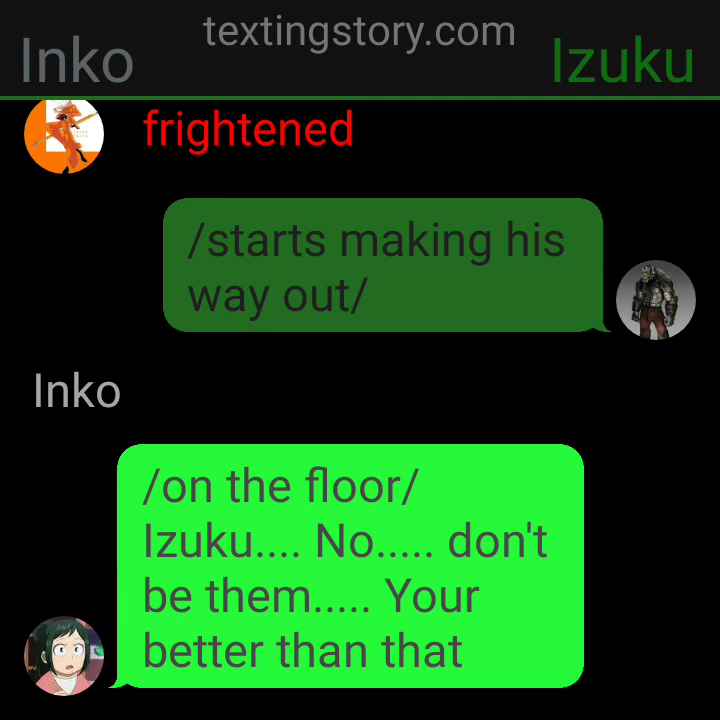 textingstory.com
Inko
Izuku
frightened
/starts making his
way out/
Inko
/on the floor/
Izuku.... No..... don't
be them..... Your
better than that